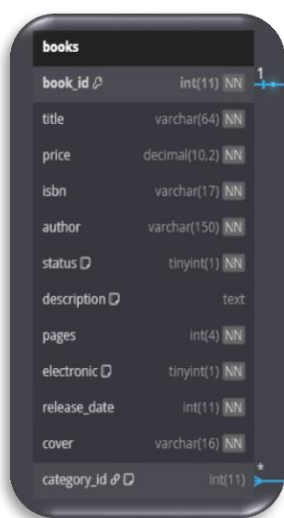 books
book_id int(11) NN 1
title varchar(64) NN
price decimal(10,2) NN
isbn varchar(17) NN
author varchar(150) NN
status tinyint(1) NN
description text
pages int(4) NN
electronic tinyint(1) NN
release_date int(11) NN
cover varchar(16) NN
category_id int(11) *